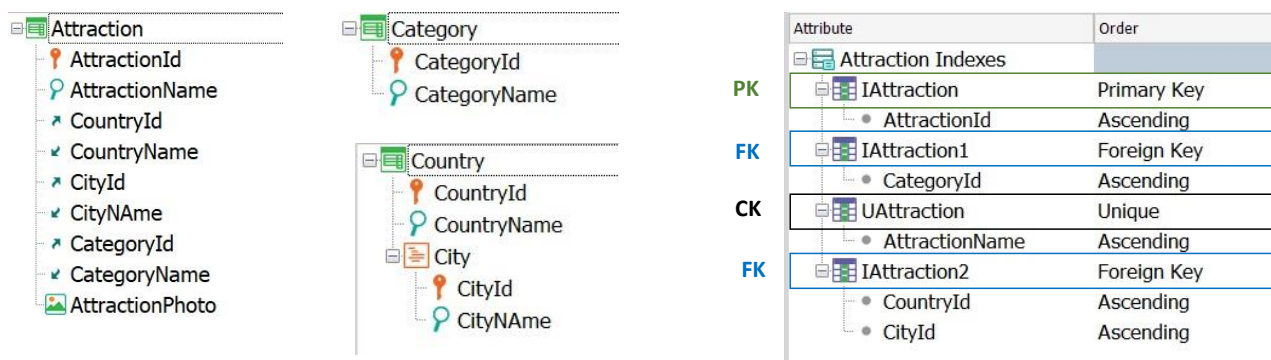 Attraction
AttractionId
AttractionName
CountryId
CountryName
CityId
CityNAme
CategoryId
CategoryName
AttractionPhoto
Category
CategoryId
CategoryName
Country
CountryId
CountryName
City
CityId
CityNAme
Attribute Order
Attraction Indexes
PK IAttraction Primary Key
AttractionId Ascending
FK IAttraction1 Foreign Key
CategoryId Ascending
CK UAttraction Unique
AttractionName Ascending
FK IAttraction2 Foreign Key
CountryId Ascending
CityId Ascending